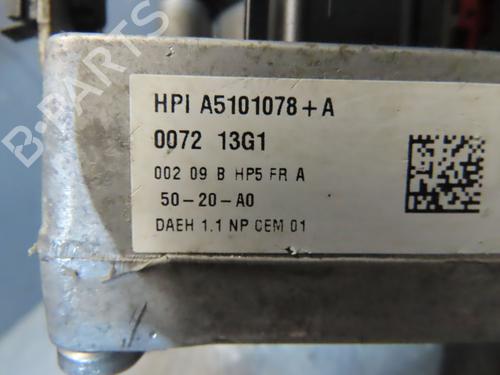 HPI A5101078+A
0072 13G1
002 09 B HP5 FR A
50-20-A0
DAEH 1.1 NP CEM 01
B-PARTS